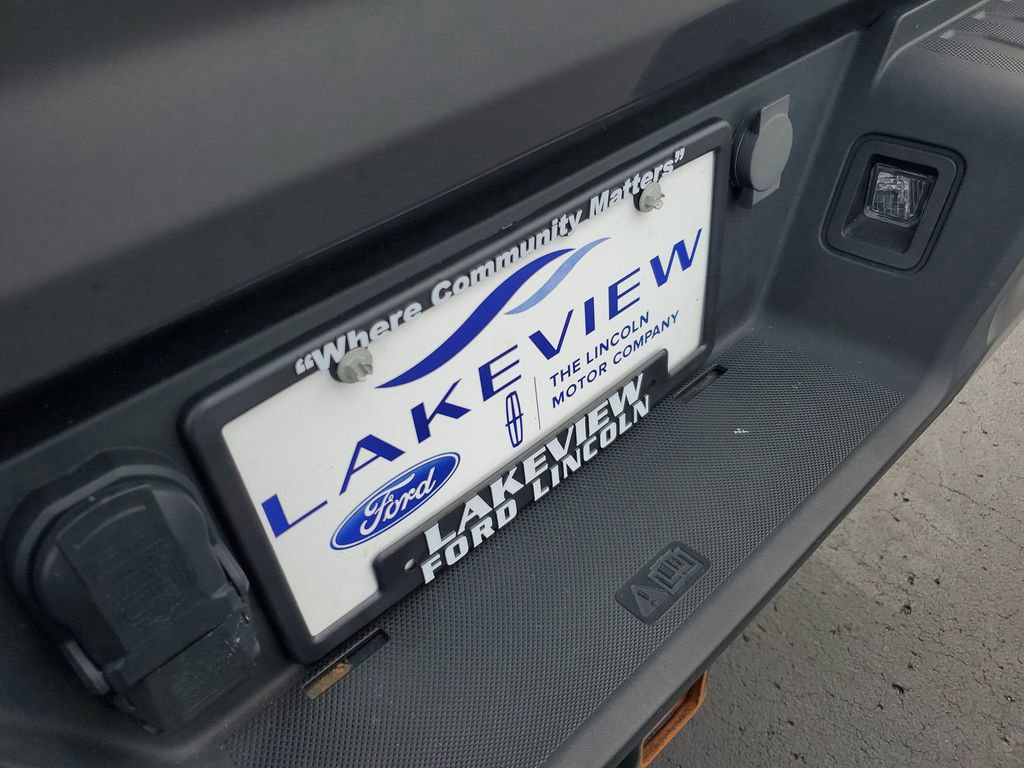 “Where Community Matters”
LAKEVIEW
Ford
THE LINCOLN
MOTOR COMPANY
LAKEVIEW
FORD LINCOLN